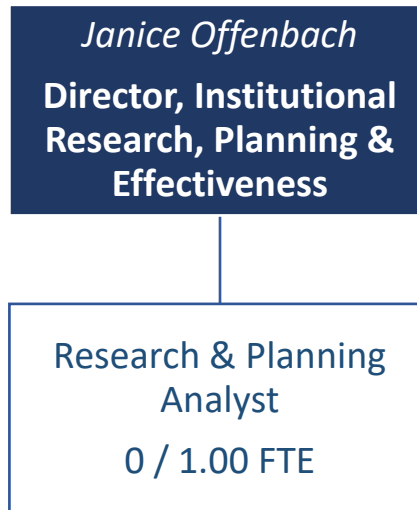 Janice Offenbach
Director, Institutional
Research, Planning &
Effectiveness
Research & Planning
Analyst
0 / 1.00 FTE